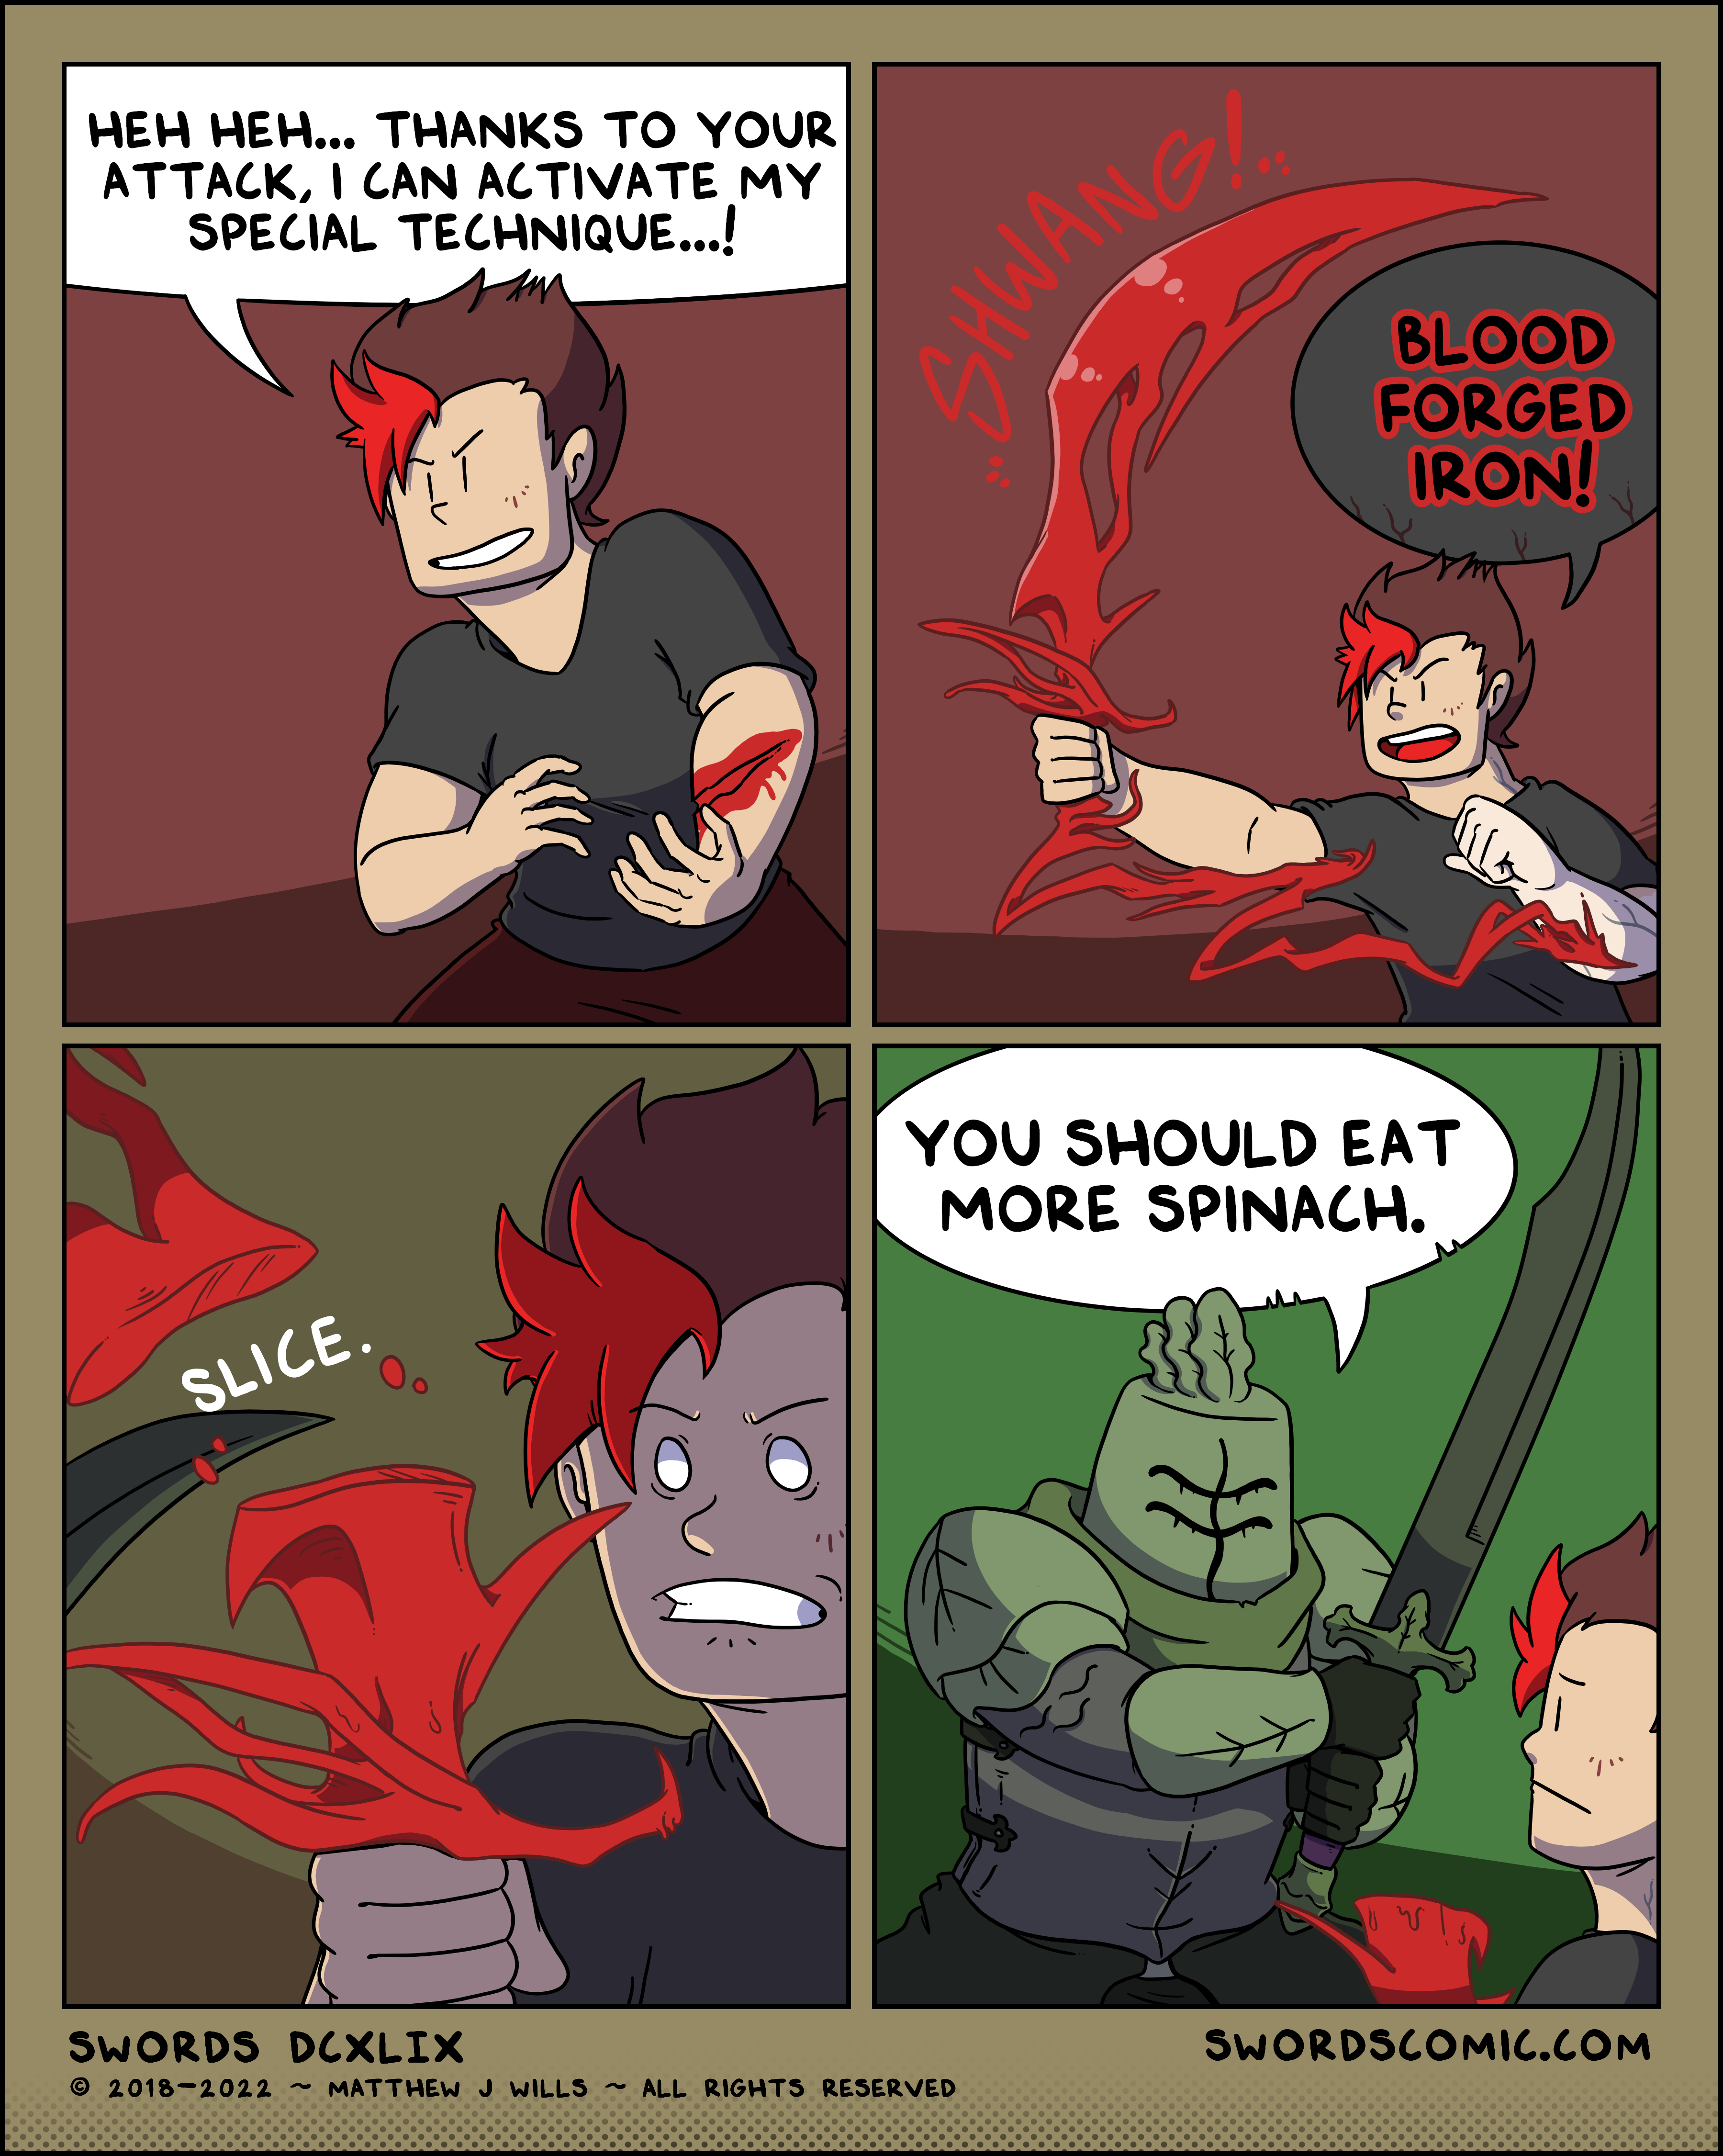 HEH HEH... THANKS TO YOUR
ATTACK, I CAN ACTIVATE MY
SPECIAL TECHNIQUE...!
SHWANG!
BLOOD
FORGED
IRON!
SLICE.
YOU SHOULD EAT
MORE SPINACH.
SWORDS DCXLIX
SWORDSCOMIC.COM
© 2018-2022 ~ MATTHEW J WILLS ~ ALL RIGHTS RESERVED